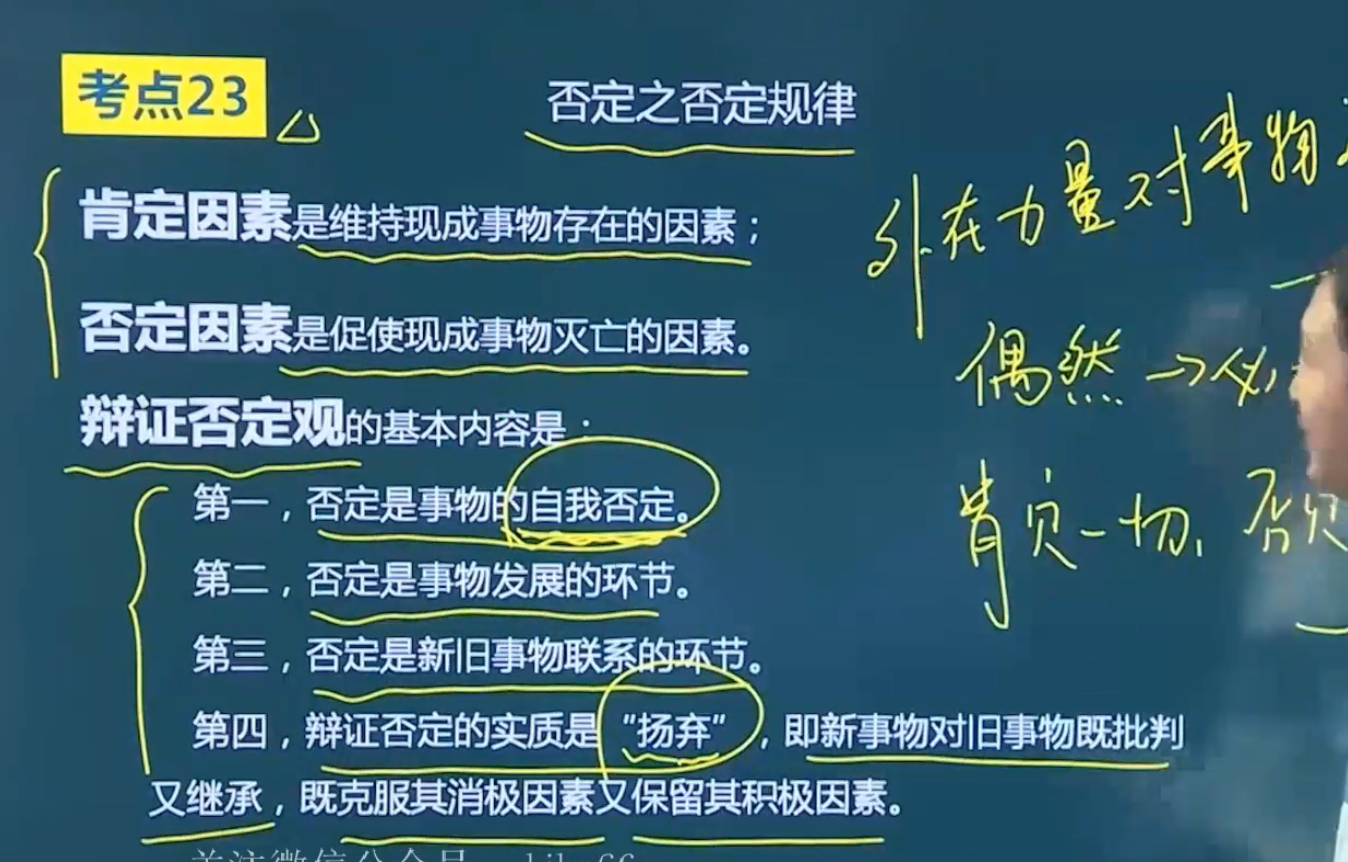 考点23
否定之否定规律
肯定因素是维持现成事物存在的因素；
否定因素是促使现成事物灭亡的因素。
辩证否定观的基本内容是：
第一，否定是事物的自我否定。
第二，否定是事物发展的环节。
第三，否定是新旧事物联系的环节。
第四，辩证否定的实质是“扬弃”，即新事物对旧事物既批判
又继承，既克服其消极因素又保留其积极因素。
外在力量对事物
偶然→必
肯定一切、否定